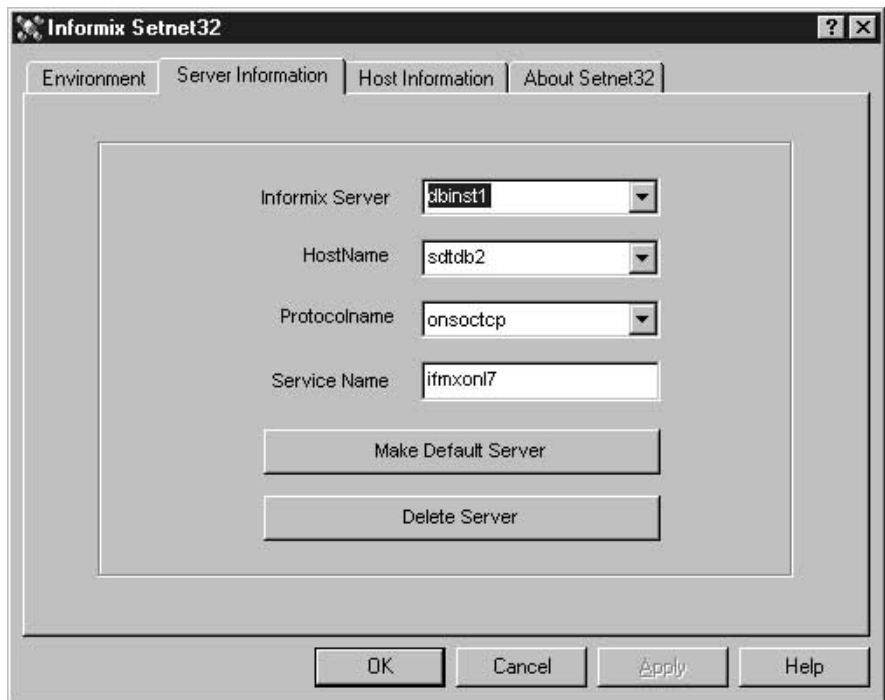 Informix Setnet32
Environment Server Information Host Information About Setnet32
Informix Server dbinst1
HostName sdtdb2
Protocolname onsoctcp
Service Name ifmxonl7
Make Default Server
Delete Server
OK Cancel Apply Help